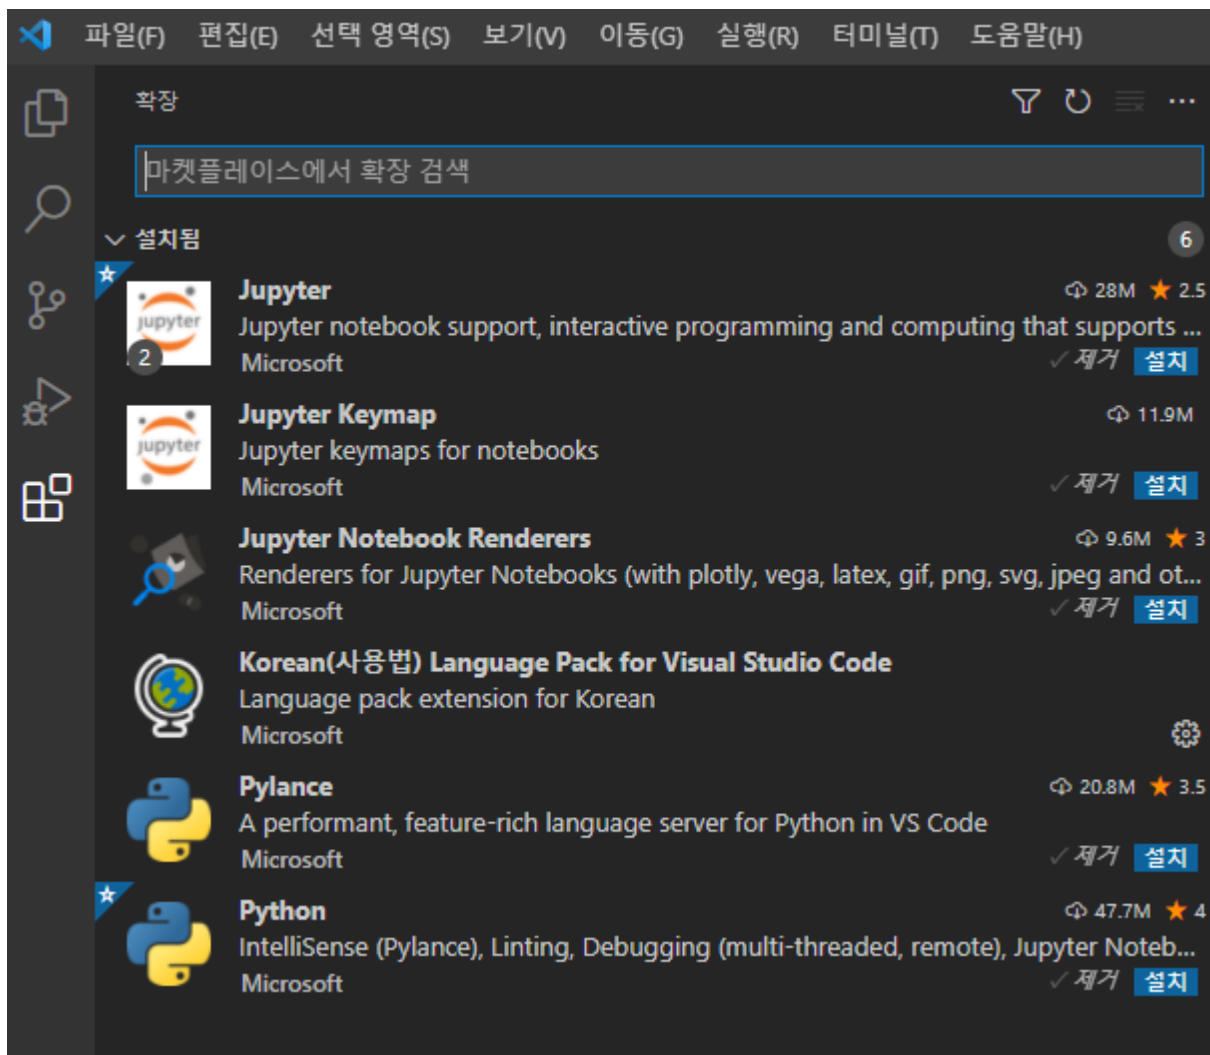 파일(F) 편집(E) 선택 영역(S) 보기(V) 이동(G) 실행(R) 터미널(T) 도움말(H)
확장
마켓플레이스에서 확장 검색
설치됨 6
Jupyter 28M 2.5
Jupyter notebook support, interactive programming and computing that supports ...
Microsoft 제거 설치
jupyter
2
Jupyter Keymap 11.9M
Jupyter keymaps for notebooks
Microsoft 제거 설치
jupyter
Jupyter Notebook Renderers 9.6M 3
Renderers for Jupyter Notebooks (with plotly, vega, latex, gif, png, svg, jpeg and ot...
Microsoft 제거 설치
Korean(사용법) Language Pack for Visual Studio Code
Language pack extension for Korean
Microsoft
Pylance 20.8M 3.5
A performant, feature-rich language server for Python in VS Code
Microsoft 제거 설치
Python 47.7M 4
IntelliSense (Pylance), Linting, Debugging (multi-threaded, remote), Jupyter Noteb...
Microsoft 제거 설치